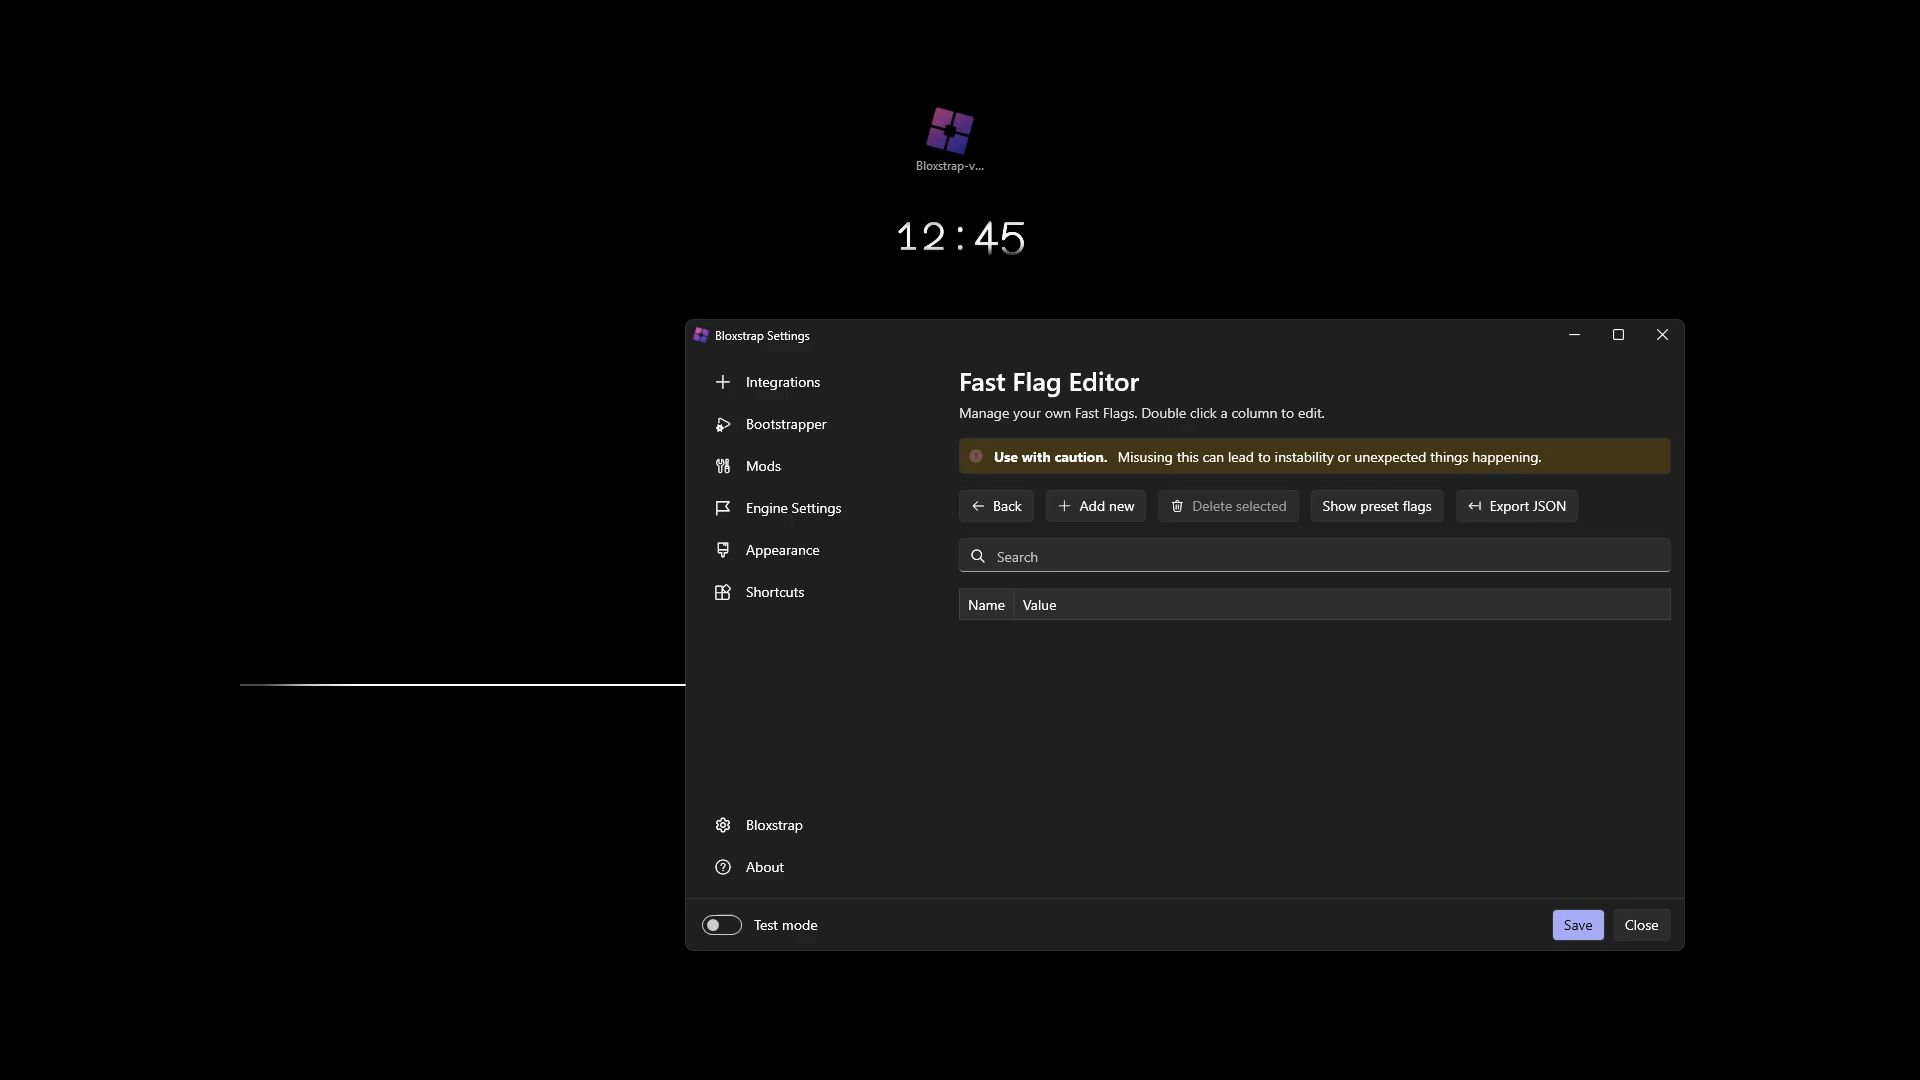 Bloxstrap-v...
12:45
Bloxstrap Settings
Integrations
Bootstrapper
Mods
Engine Settings
Appearance
Shortcuts
Bloxstrap
About
Fast Flag Editor
Manage your own Fast Flags. Double click a column to edit.
Use with caution. Misusing this can lead to instability or unexpected things happening.
Back Add new Delete selected Show preset flags Export JSON
Search
Name Value
Test mode
Save Close